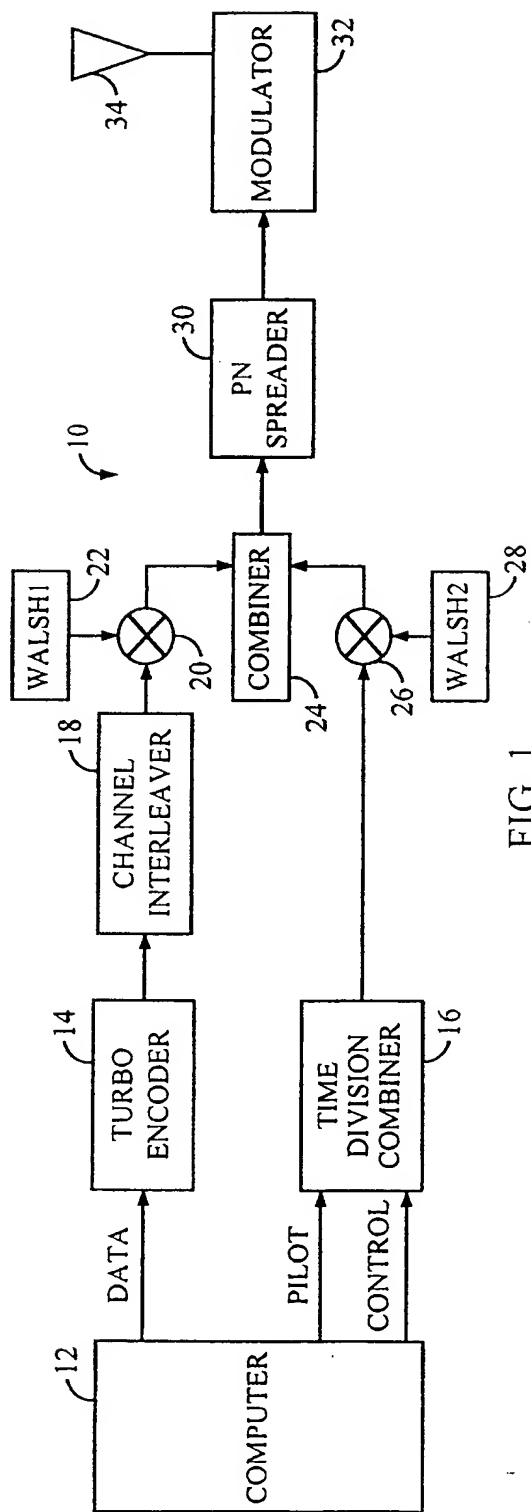 34
MODULATOR
32
30
PN
SPREADER
10
22
WALSH1
20
COMBINER
24
26
WALSH2
28
18
CHANNEL
INTERLEAVER
14
TURBO
ENCODER
16
TIME
DIVISION
COMBINER
DATA
PILOT
CONTROL
12
COMPUTER
FIG. 1